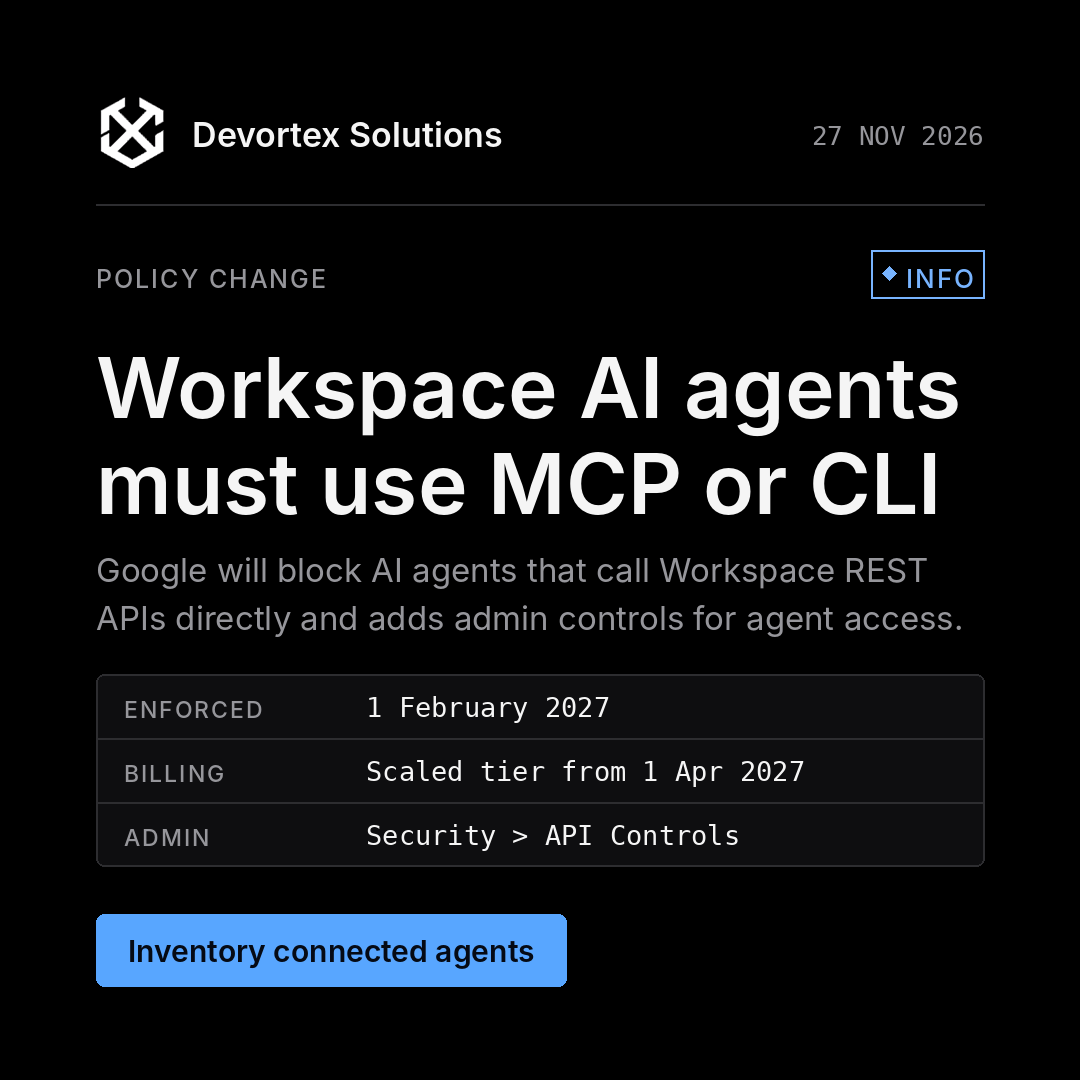 Devortex Solutions
27 NOV 2026
POLICY CHANGE
INFO
Workspace AI agents
must use MCP or CLI
Google will block AI agents that call Workspace REST
APIs directly and adds admin controls for agent access.
ENFORCED 1 February 2027
BILLING Scaled tier from 1 Apr 2027
ADMIN Security > API Controls
Inventory connected agents